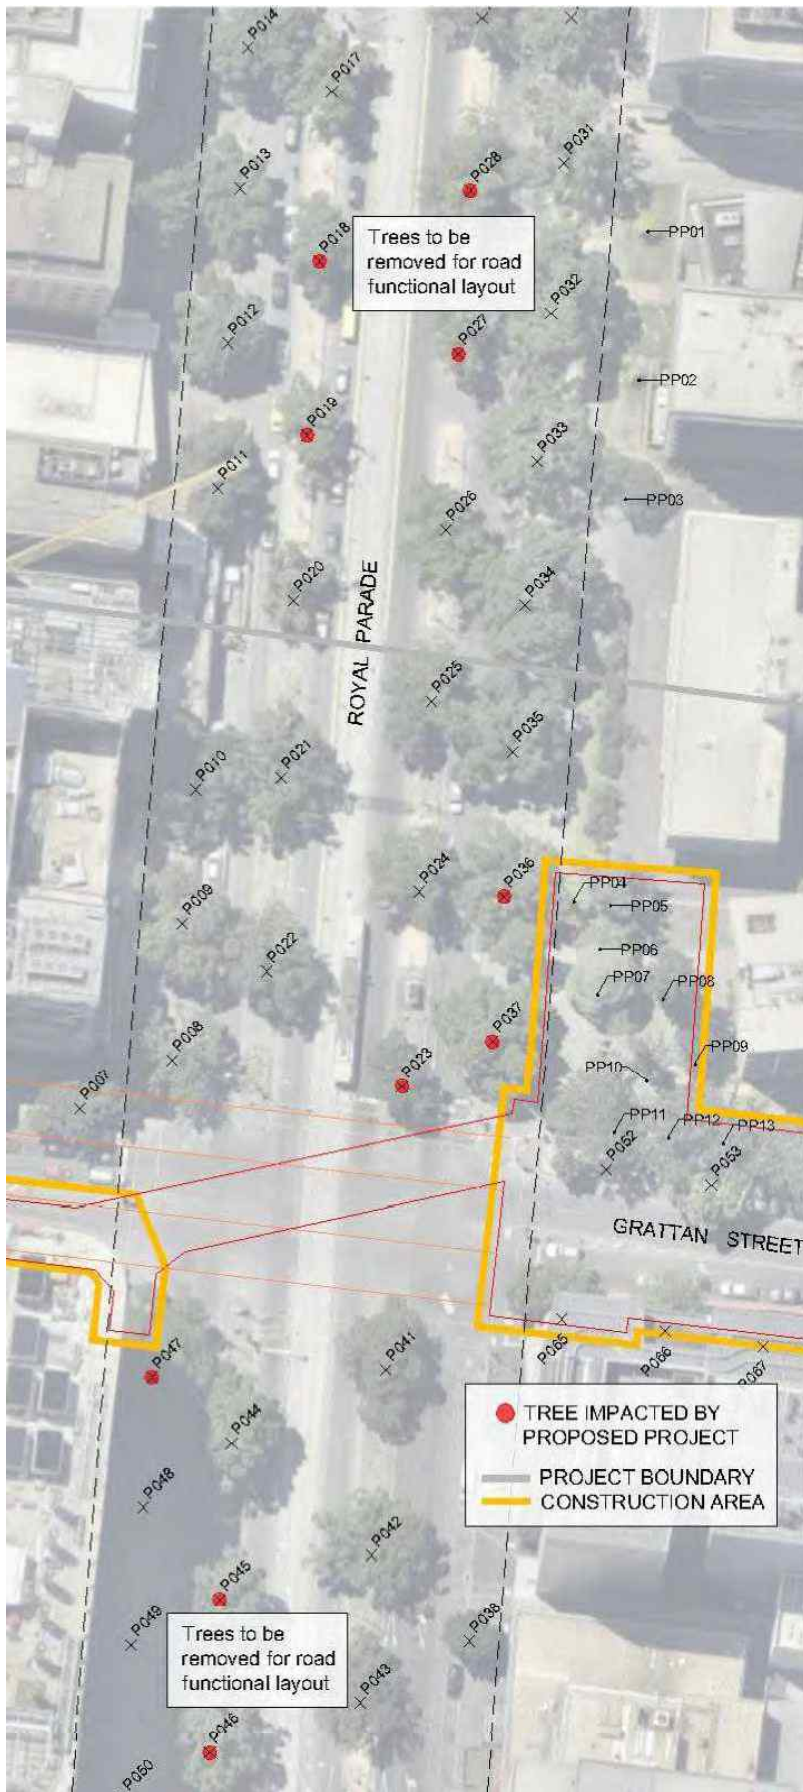 P014
P017
P013
P028
P031
PP01
P018
Trees to be
removed for road
functional layout
P012
P032
P027
PP02
P019
P011
P033
P026
PP03
P020
P034
ROYAL PARADE
P025
P035
P010
P021
P024
P036
PP04
PP05
P009
PP06
P022
PP07
PP08
P008
P037
PP09
P023
PP10
P007
PP11
PP12
PP13
P052
P053
GRATTAN STREET
P065
P066
P067
P047
P041
TREE IMPACTED BY
PROPOSED PROJECT
PROJECT BOUNDARY
CONSTRUCTION AREA
P044
P048
P042
P045
Trees to be
removed for road
functional layout
P049
P038
P043
P046
P050